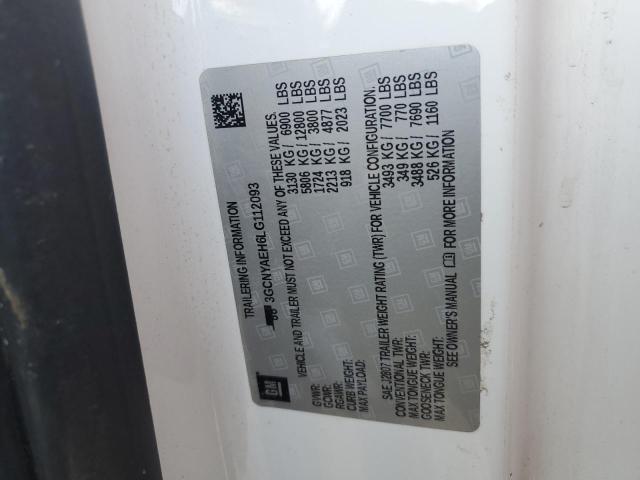 GM
TRAILERING INFORMATION
3GCNYAEH6LG112093
VEHICLE AND TRAILER MUST NOT EXCEED ANY OF THESE VALUES.
GVWR: 3130 KG/ 6900 LBS
GCWR: 5806 KG/ 12800 LBS
RGAWR: 1724 KG/ 3800 LBS
CURB WEIGHT: 2213 KG/ 4877 LBS
MAX PAYLOAD: 918 KG/ 2023 LBS
SAE J2807 TRAILER WEIGHT RATING (TWR) FOR VEHICLE CONFIGURATION.
CONVENTIONAL TWR: 3493 KG/ 7700 LBS
MAX TONGUE WEIGHT: 349 KG/ 770 LBS
GOOSENECK TWR: 3488 KG/ 7690 LBS
MAX TONGUE WEIGHT: 526 KG/ 1160 LBS
SEE OWNER'S MANUAL FOR MORE INFORMATION